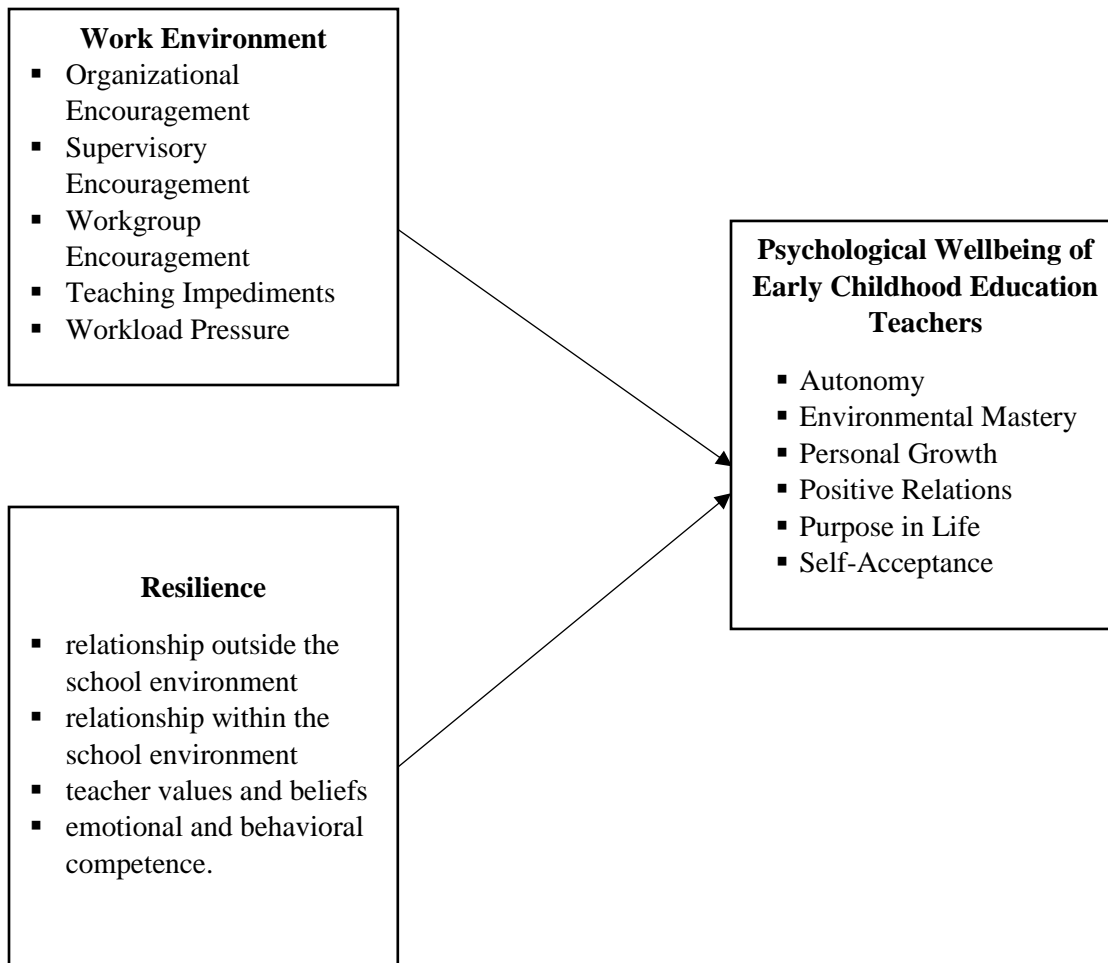 Work Environment
▪ Organizational
Encouragement
▪ Supervisory
Encouragement
▪ Workgroup
Encouragement
▪ Teaching Impediments
▪ Workload Pressure
Resilience
▪ relationship outside the
school environment
▪ relationship within the
school environment
▪ teacher values and beliefs
▪ emotional and behavioral
competence.
Psychological Wellbeing of
Early Childhood Education
Teachers
▪ Autonomy
▪ Environmental Mastery
▪ Personal Growth
▪ Positive Relations
▪ Purpose in Life
▪ Self-Acceptance